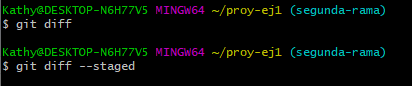 Kathy@DESKTOP-N6H77V5 MINGW64 ~/proy-ej1 (segunda-rama)
$ git diff
Kathy@DESKTOP-N6H77V5 MINGW64 ~/proy-ej1 (segunda-rama)
$ git diff --staged